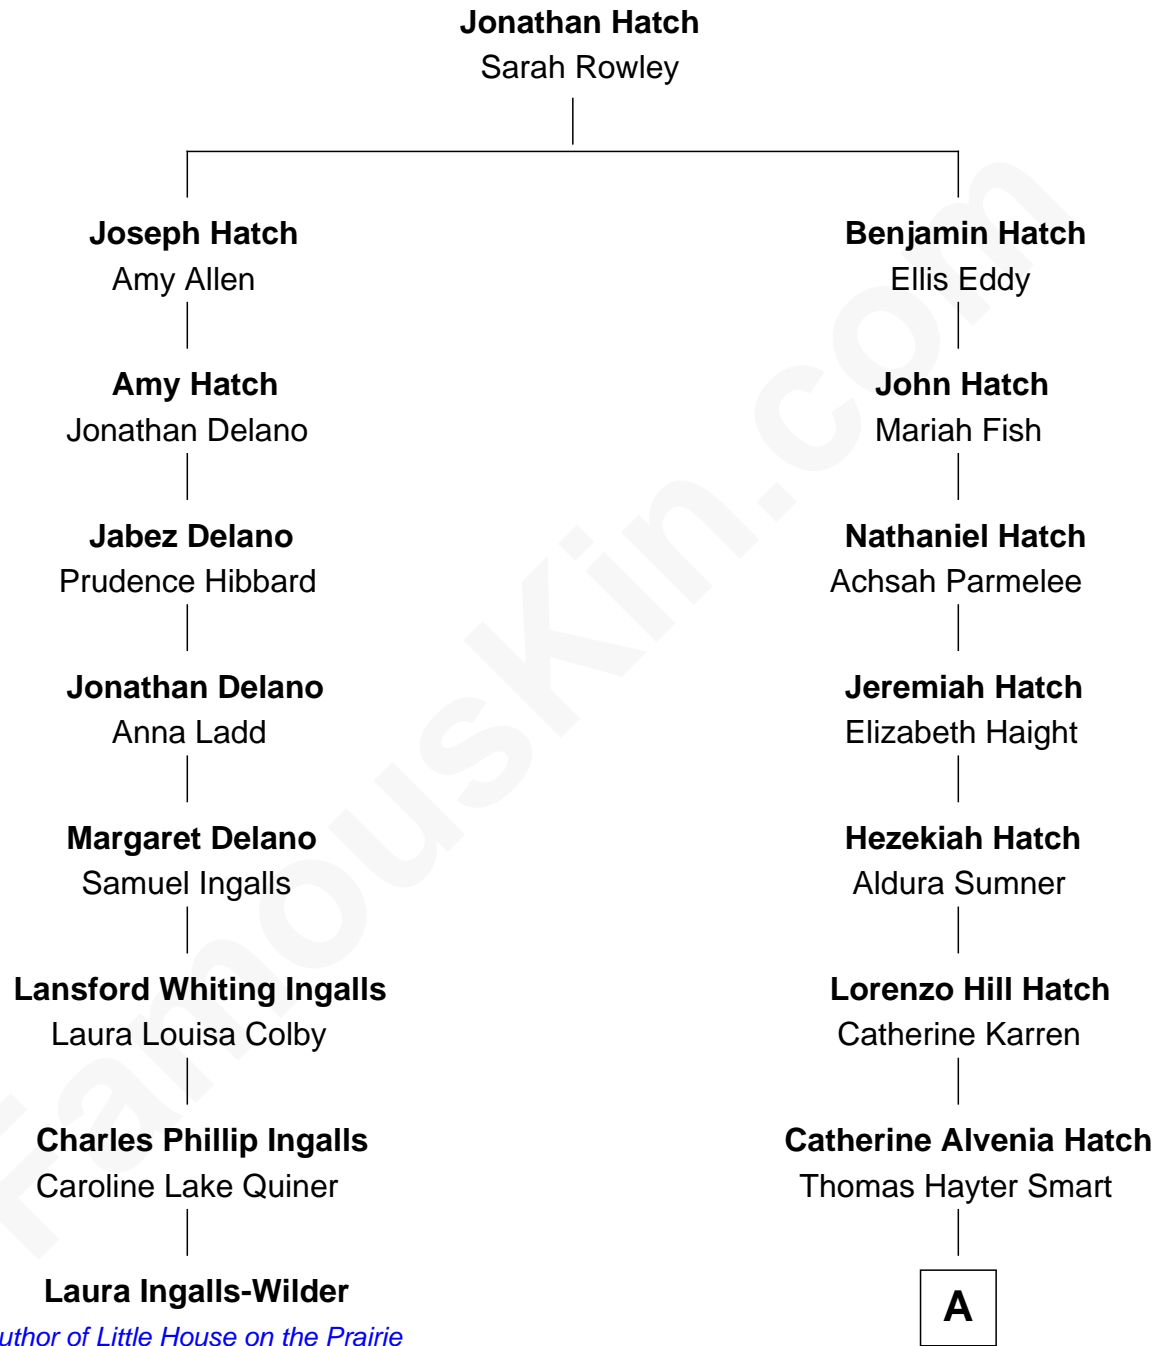 Jonathan Hatch
Sarah Rowley
Joseph Hatch
Amy Allen
Benjamin Hatch
Ellis Eddy
Amy Hatch
Jonathan Delano
John Hatch
Mariah Fish
Jabez Delano
Prudence Hibbard
Nathaniel Hatch
Achsah Parmelee
Jonathan Delano
Anna Ladd
Jeremiah Hatch
Elizabeth Haight
Margaret Delano
Samuel Ingalls
Hezekiah Hatch
Aldura Sumner
Lansford Whiting Ingalls
Laura Louisa Colby
Lorenzo Hill Hatch
Catherine Karren
Charles Phillip Ingalls
Caroline Lake Quiner
Catherine Alvenia Hatch
Thomas Hayter Smart
Laura Ingalls-Wilder
uthor of Little House on the Prairie
A
FamousKin.com